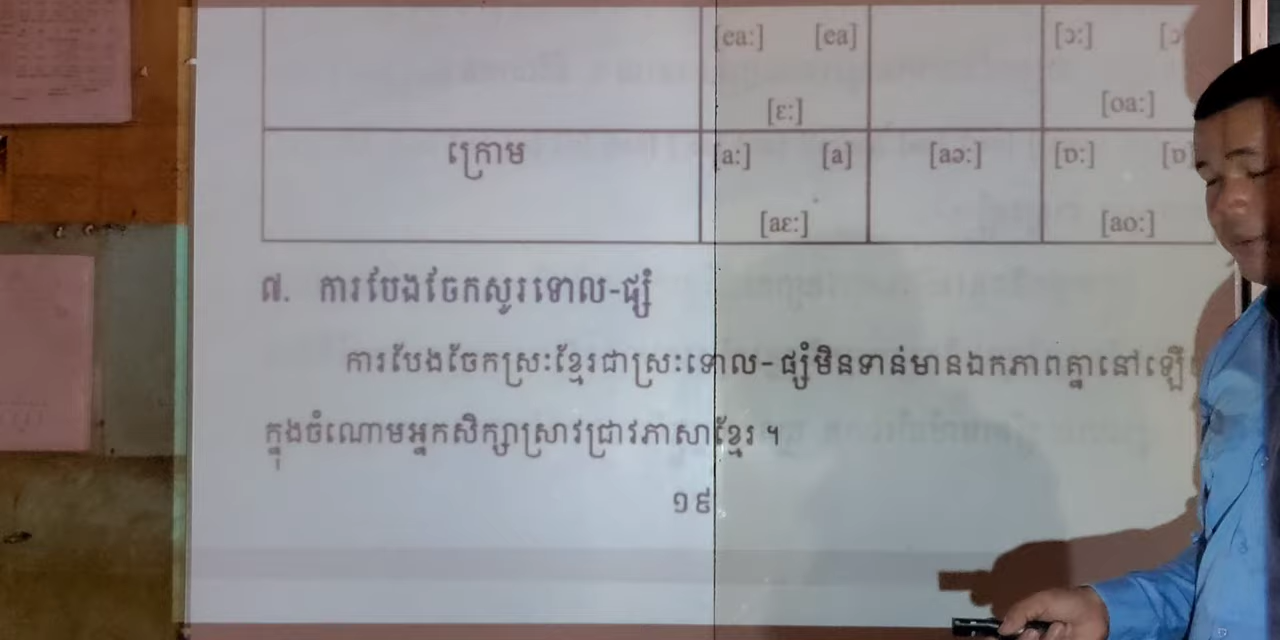 [ea:] [ea] [ɔ:]
[ɛ:] [oa:]
ក្រោម [a:] [a] [aə:] [ɒ:] [ɒ]
[aɛ:] [ao:]
៧. ការបែងចែកសូរទោល-ផ្សំ
ការបែងចែកស្រៈខ្មែរជាស្រៈទោល-ផ្សំមិនទាន់មានឯកភាពគ្នានៅឡើ
ក្នុងចំណោមអ្នកសិក្សាស្រាវជ្រាវភាសាខ្មែរ ។
១៩